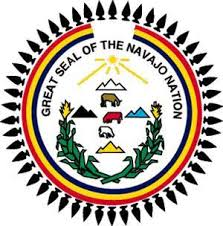 GREAT SEAL OF THE NAVAJO NATION